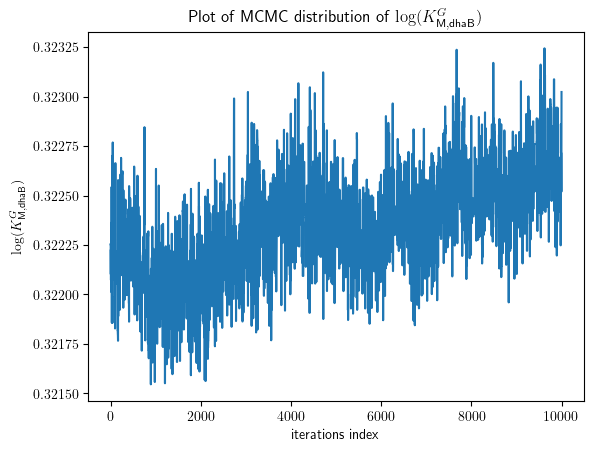 Plot of MCMC distribution of log(K^G_M,dhaB)
log(K^G_M,dhaB)
0.32325
0.32300
0.32275
0.32250
0.32225
0.32200
0.32175
0.32150
0 2000 4000 6000 8000 10000
iterations index